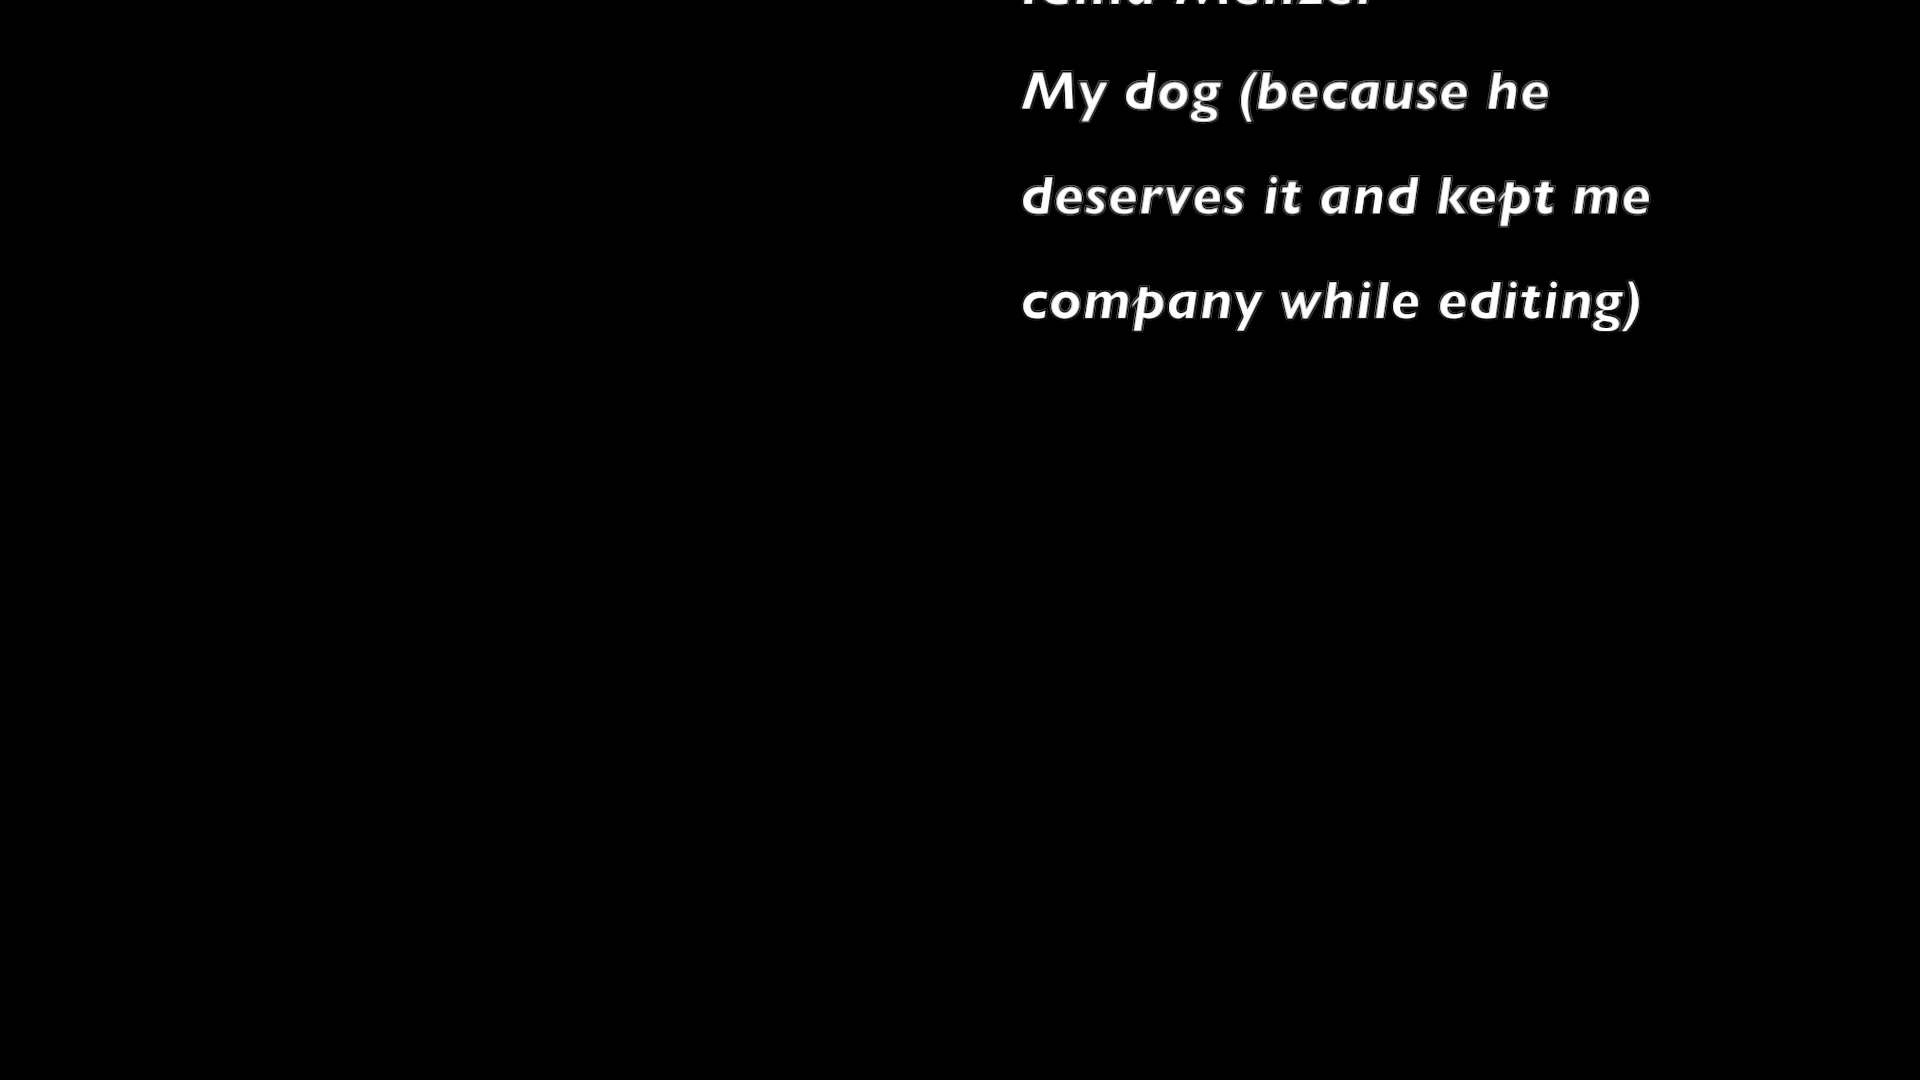 My dog (because he
deserves it and kept me
company while editing)